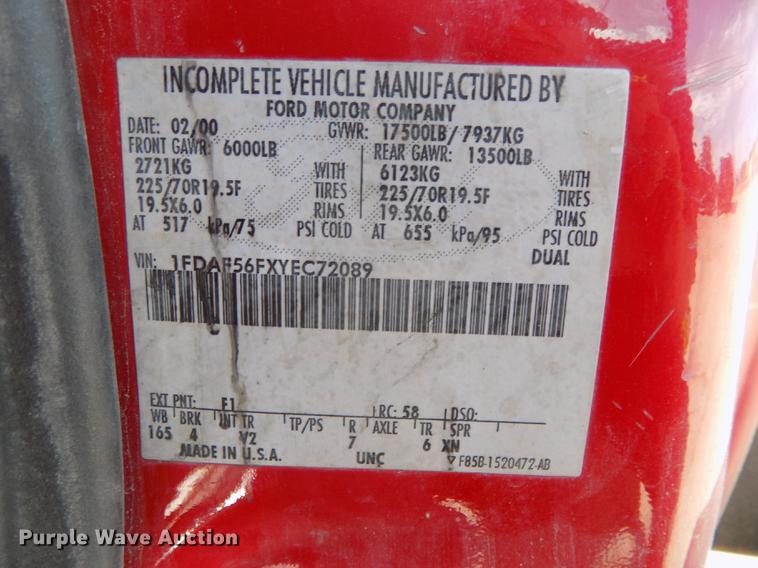 INCOMPLETE VEHICLE MANUFACTURED BY
FORD MOTOR COMPANY
DATE: 02/00 GVWR: 17500LB/ 7937KG
FRONT GAWR: 6000LB REAR GAWR: 13500LB
2721KG WITH 6123KG WITH
225/70R19.5F TIRES 225/70R19.5F TIRES
19.5X6.0 RIMS 19.5X6.0 RIMS
AT 517 kPa/75 PSI COLD AT 655 kPa/95 PSI COLD
DUAL
VIN: 1FDAF56FXYEC72089
EXT PNT: F1 RC: 58 DSO:
WB BRK INT TR TP/PS R AXLE TR SPR
165 4 V2 7 6 XN
MADE IN U.S.A. UNC F85B-1520472-AB
Purple Wave Auction